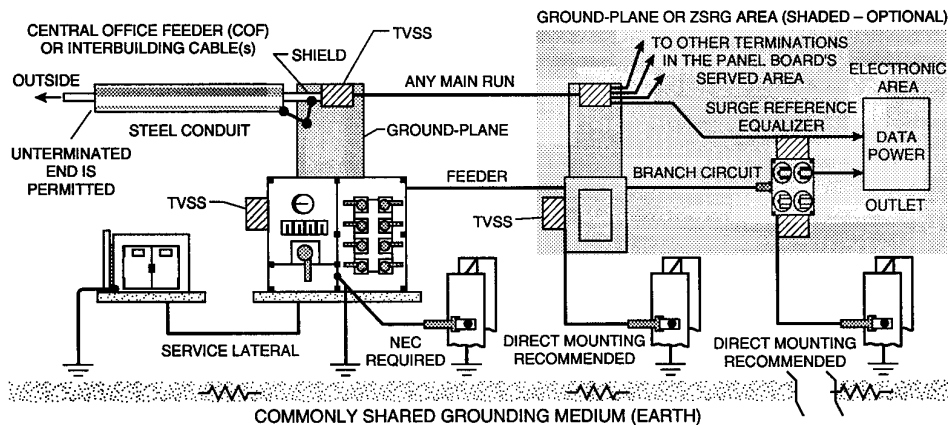 GROUND-PLANE OR ZSRG AREA (SHADED – OPTIONAL)
CENTRAL OFFICE FEEDER (COF)
OR INTERBUILDING CABLE(s)
TVSS
SHIELD
TO OTHER TERMINATIONS
IN THE PANEL BOARD'S
SERVED AREA
ELECTRONIC
AREA
OUTSIDE
ANY MAIN RUN
SURGE REFERENCE
EQUALIZER
STEEL CONDUIT
GROUND-PLANE
DATA
POWER
UNTERMINATED
END IS
PERMITTED
FEEDER
BRANCH CIRCUIT
TVSS
TVSS
OUTLET
SERVICE LATERAL
NEC
REQUIRED
DIRECT MOUNTING
RECOMMENDED
DIRECT MOUNTING
RECOMMENDED
COMMONLY SHARED GROUNDING MEDIUM (EARTH)